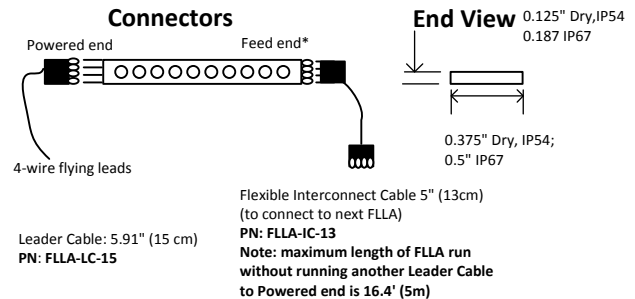 Connectors
End View
0.125" Dry,IP54
0.187 IP67
Powered end
Feed end*
0.375" Dry, IP54;
0.5" IP67
4-wire flying leads
Flexible Interconnect Cable 5" (13cm)
(to connect to next FLLA)
PN: FLLA-IC-13
Note: maximum length of FLLA run
without running another Leader Cable
to Powered end is 16.4' (5m)
Leader Cable: 5.91" (15 cm)
PN: FLLA-LC-15